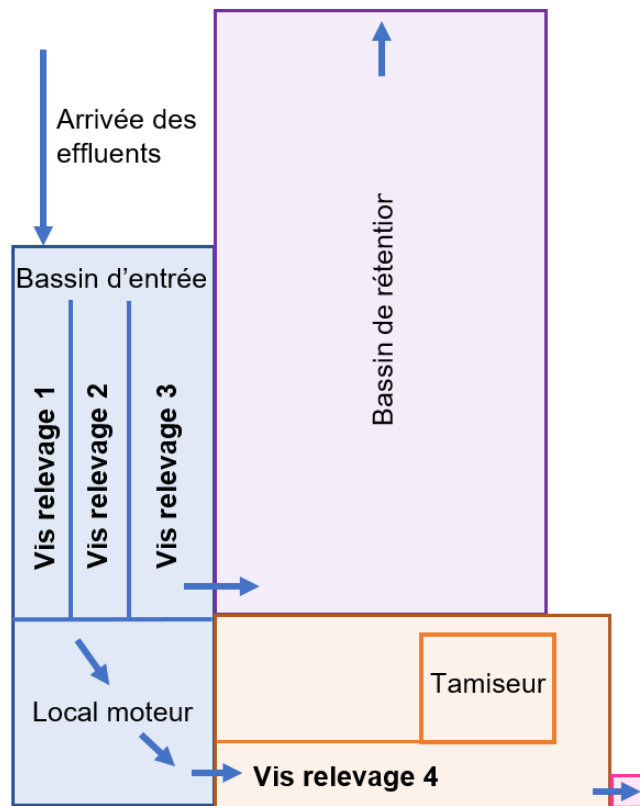 Arrivée des
effluents
Bassin d’entrée
Vis relevage 1
Vis relevage 2
Vis relevage 3
Bassin de rétention
Local moteur
Tamiseur
Vis relevage 4